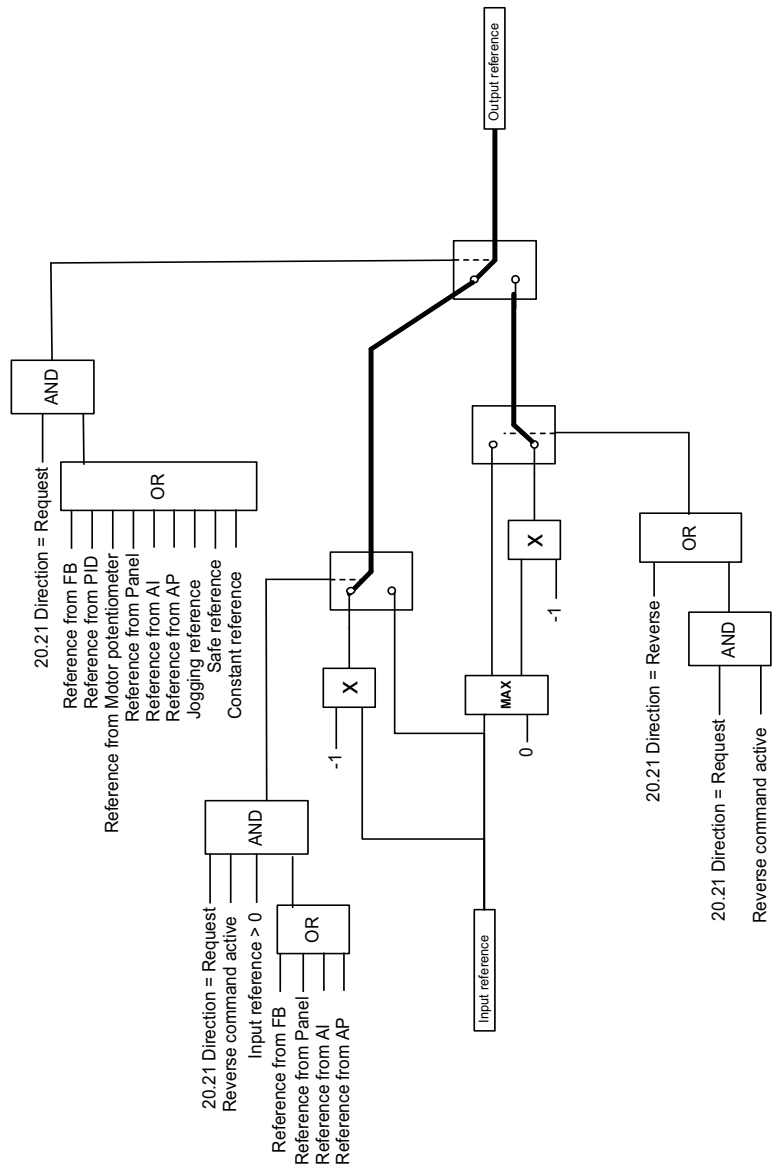 Output reference
AND
20.21 Direction = Request
OR
Reference from FB
Reference from PID
Reference from Motor potentiometer
Reference from Panel
Reference from AI
Reference from AP
Jogging reference
Safe reference
Constant reference
X
-1
AND
20.21 Direction = Request
Reverse command active
Input reference > 0
OR
Reference from FB
Reference from Panel
Reference from AI
Reference from AP
X
-1
MAX
0
Input reference
OR
20.21 Direction = Reverse
AND
20.21 Direction = Request
Reverse command active